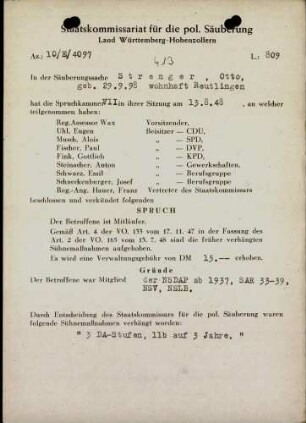 Staatskommissariat für die pol. Säuberung
Land Württemberg-Hohenzollern
Az.: 10/E/4097 L.: 809
4/3
In der Säuberungssache Strenger, Otto,
geb. 29.9.98 wohnhaft Reutlingen
hat die Spruchkammer VII in ihrer Sitzung am 13.8.48, an welcher
teilgenommen haben:
Reg.Assessor Wax Vorsitzender,
Uhl, Eugen Beisitzer — CDU,
Musch, Alois „ — SPD,
Fischer, Paul „ — DVP,
Fink, Gottlieb „ — KPD,
Steinacher, Anton „ — Gewerkschaften,
Schwarz, Emil „ — Berufsgruppe
Schneckenburger, Josef „ — Berufsgruppe
Reg.-Ang. Hauer, Franz Vertreter des Staatskommissars
beschlossen und verkündet folgenden
SPRUCH
Der Betroffene ist Mitläufer.
Gemäß Art. 4 der VO. 133 vom 17. 11. 47 in der Fassung des
Art. 2 der VO. 165 vom 13. 7. 48 sind die früher verhängten
Sühnemaßnahmen aufgehoben.
Es wird eine Verwaltungsgebühr von DM 15.— erhoben.
Gründe
Der Betroffene war Mitglied der NSDAP ab 1937, SAR 33-39,
NSV, NSLB.
Durch Entscheidung des Staatskommissars für die pol. Säuberung waren
folgende Sühnemaßnahmen verhängt worden:
" 3 DA-Stufen, 11b auf 3 Jahre. "